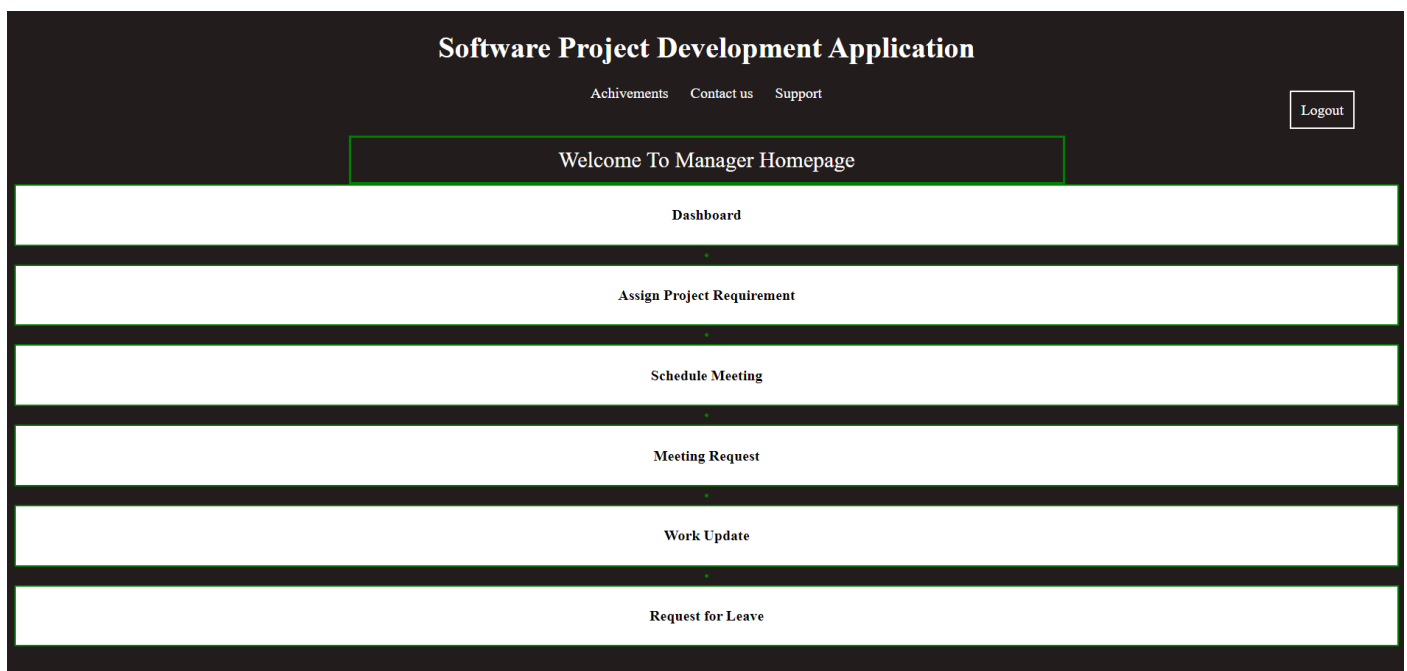 Software Project Development Application
Achivements Contact us Support
Logout
Welcome To Manager Homepage
Dashboard
Assign Project Requirement
Schedule Meeting
Meeting Request
Work Update
Request for Leave